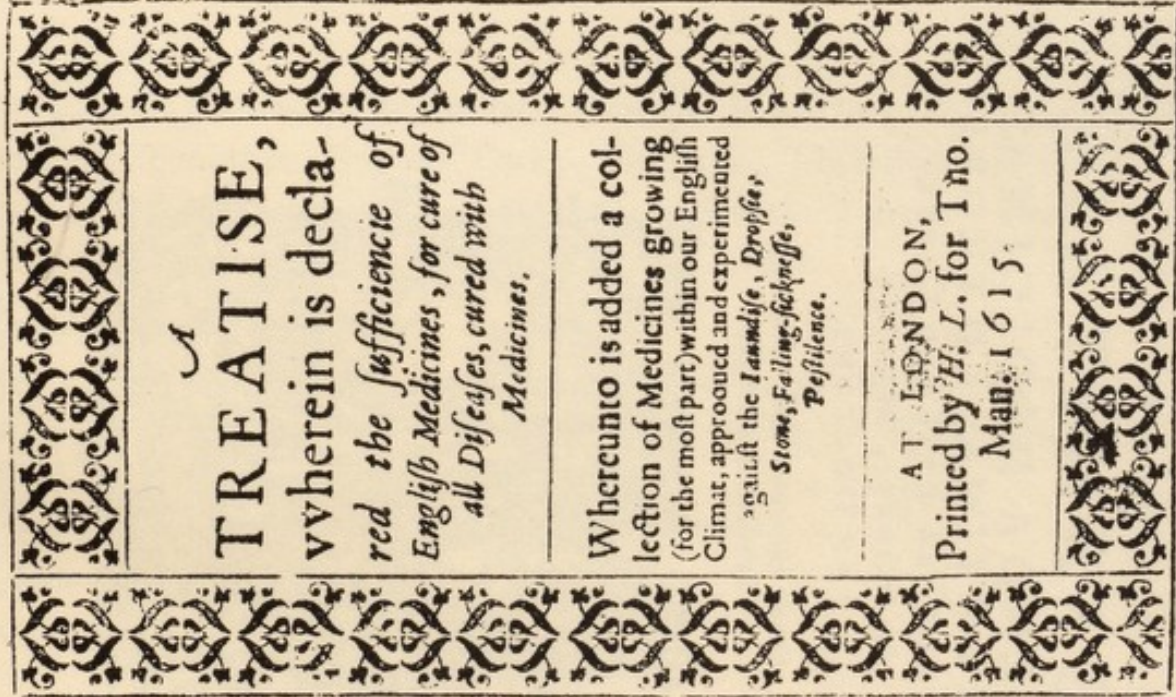 A
TREATISE,
vvherein is decla-
red the ſufficiencie of
Engliſh Medicines, for cure of
all Diſeaſes, cured with
Medicines.
Whereunto is added a col-
lection of Medicines growing
(for the moſt part) within our Engliſh
Climat, approoued and experimented
againſt the Iaundiſe, Dropſie,
Stone, Falling-ſickneſſe,
Peſtilence.
AT LONDON,
Printed by H. L. for Tho.
Man. 1615.